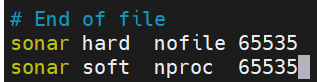 # End of file
sonar hard  nofile 65535
sonar soft  nproc  65535